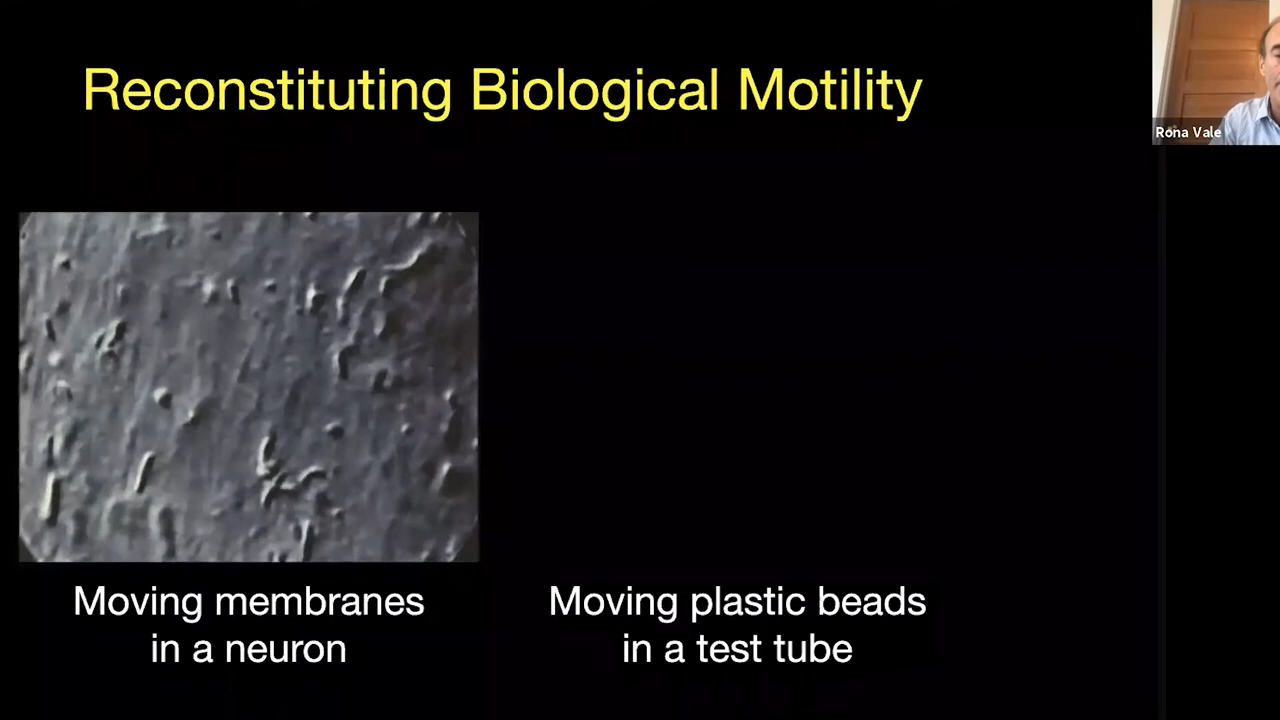 Reconstituting Biological Motility
Rona Vale
Moving membranes
in a neuron
Moving plastic beads
in a test tube